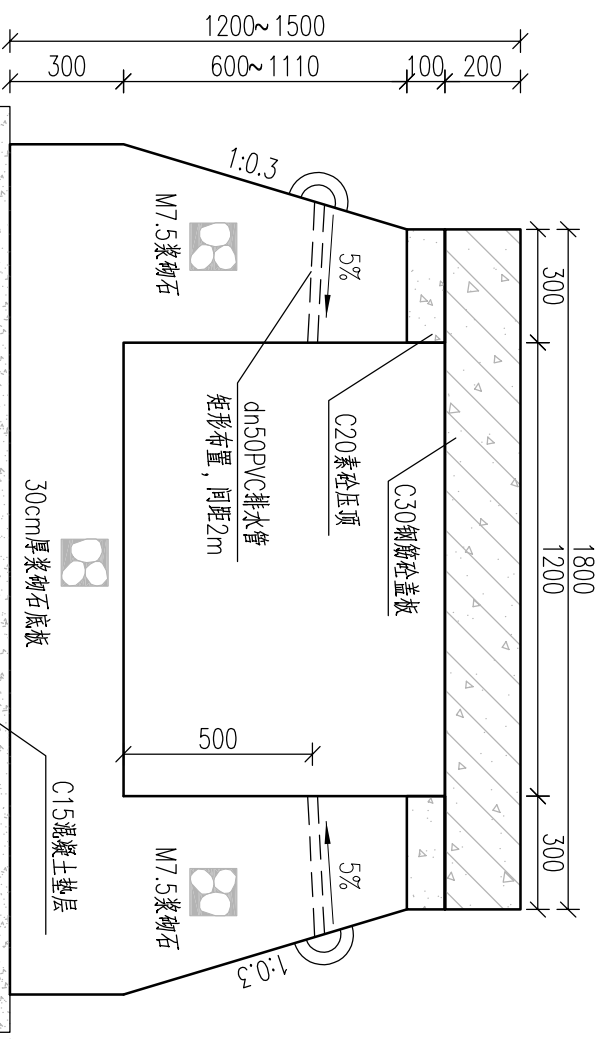 1800
300
1200
300
1200~1500
200
100
600~1110
300
C30钢筋砼盖板
C20素砼压顶
5%
5%
dn50PVC排水管
矩形布置，间距2m
1:0.3
1:0.3
500
M7.5浆砌石
M7.5浆砌石
30cm厚浆砌石底板
C15混凝土垫层